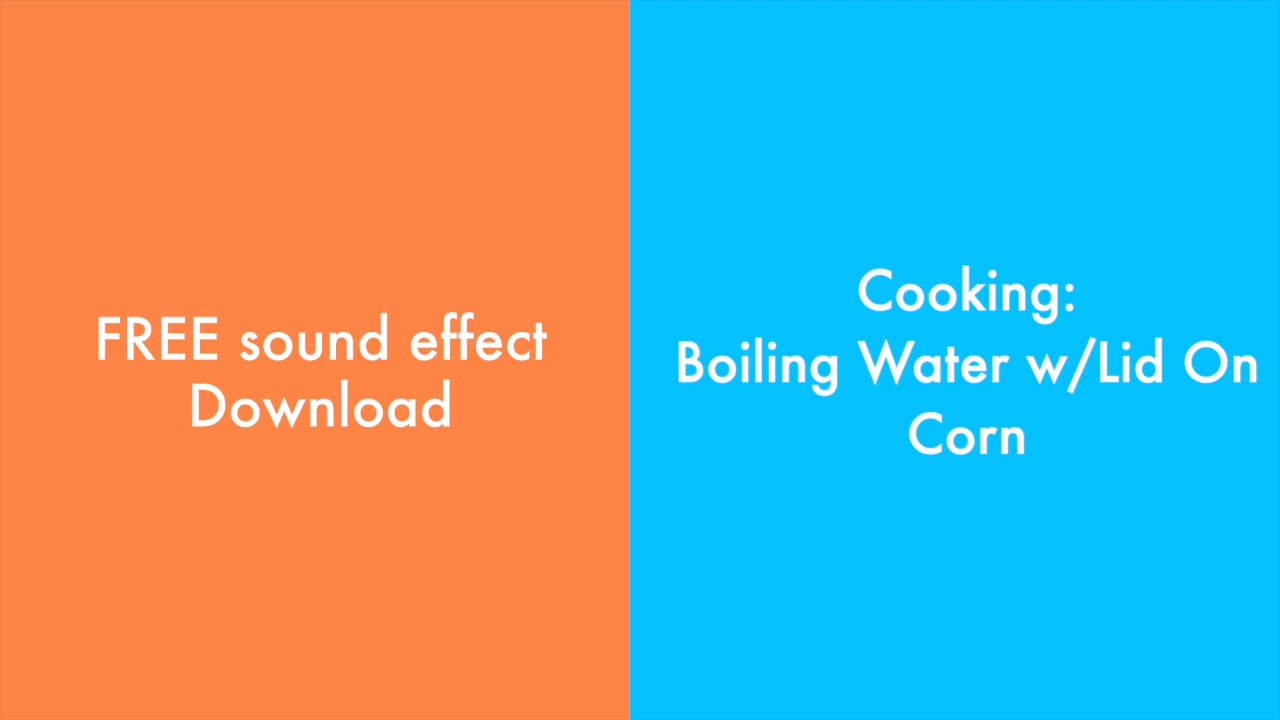 FREE sound effect
Download
Cooking:
Boiling Water w/Lid On
Corn